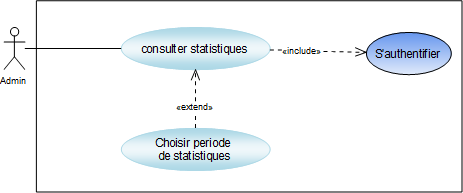 consulter statistiques
«include»
S'authentifier
Admin
«extend»
Choisir periode
de statistiques